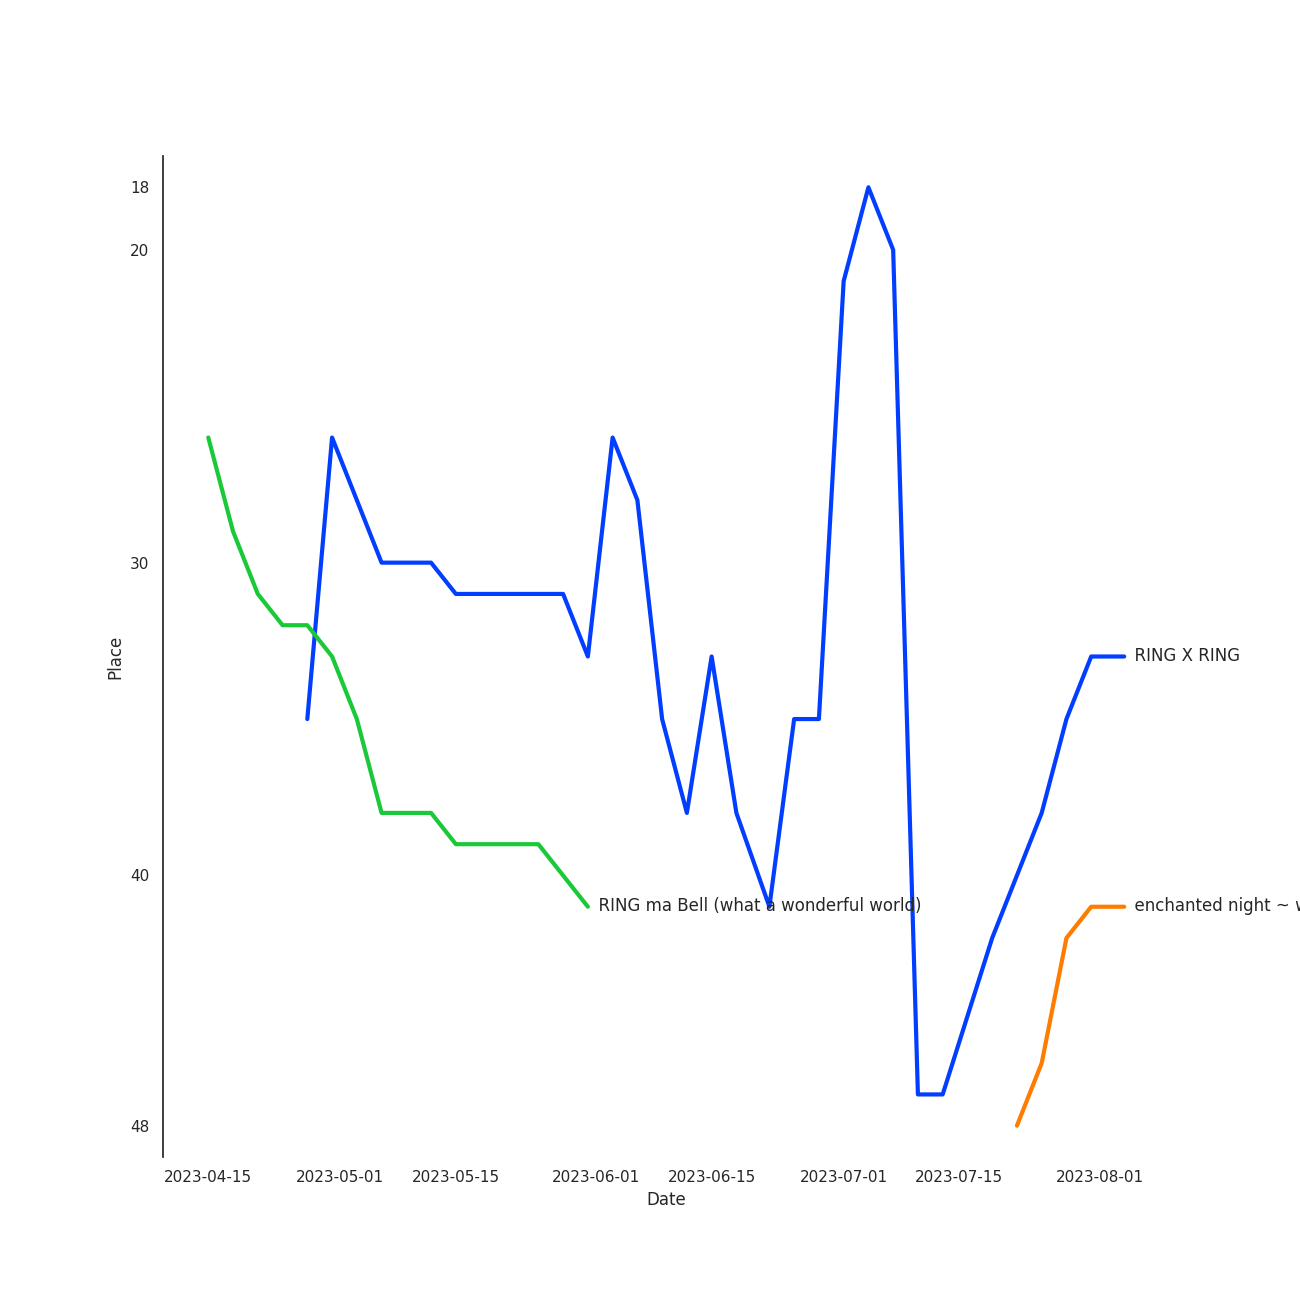 18
20
30
40
48
Place
RING X RING
RING ma Bell (what a wonderful world)
enchanted night ~
2023-04-15 2023-05-01 2023-05-15 2023-06-01 2023-06-15 2023-07-01 2023-07-15 2023-08-01
Date